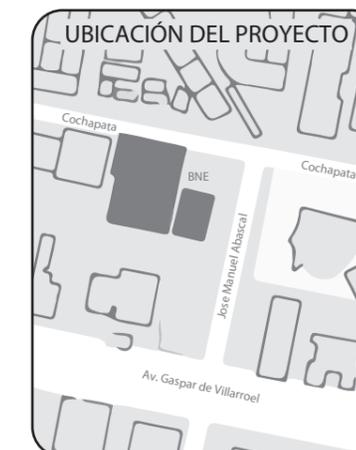 UBICACIÓN DEL PROYECTO
Cochapata
Cochapata
BNE
Jose Manuel Abascal
Av. Gaspar de Villarroel